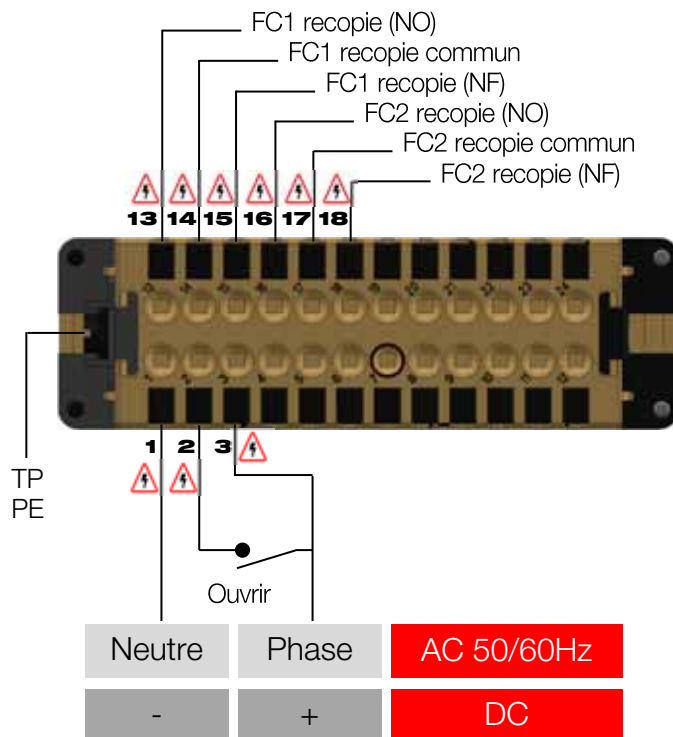 FC1 recopie (NO)
FC1 recopie commun
FC1 recopie (NF)
FC2 recopie (NO)
FC2 recopie commun
FC2 recopie (NF)
13 14 15 16 17 18
1 2 3
TP
PE
Ouvrir
Neutre Phase AC 50/60Hz
- + DC